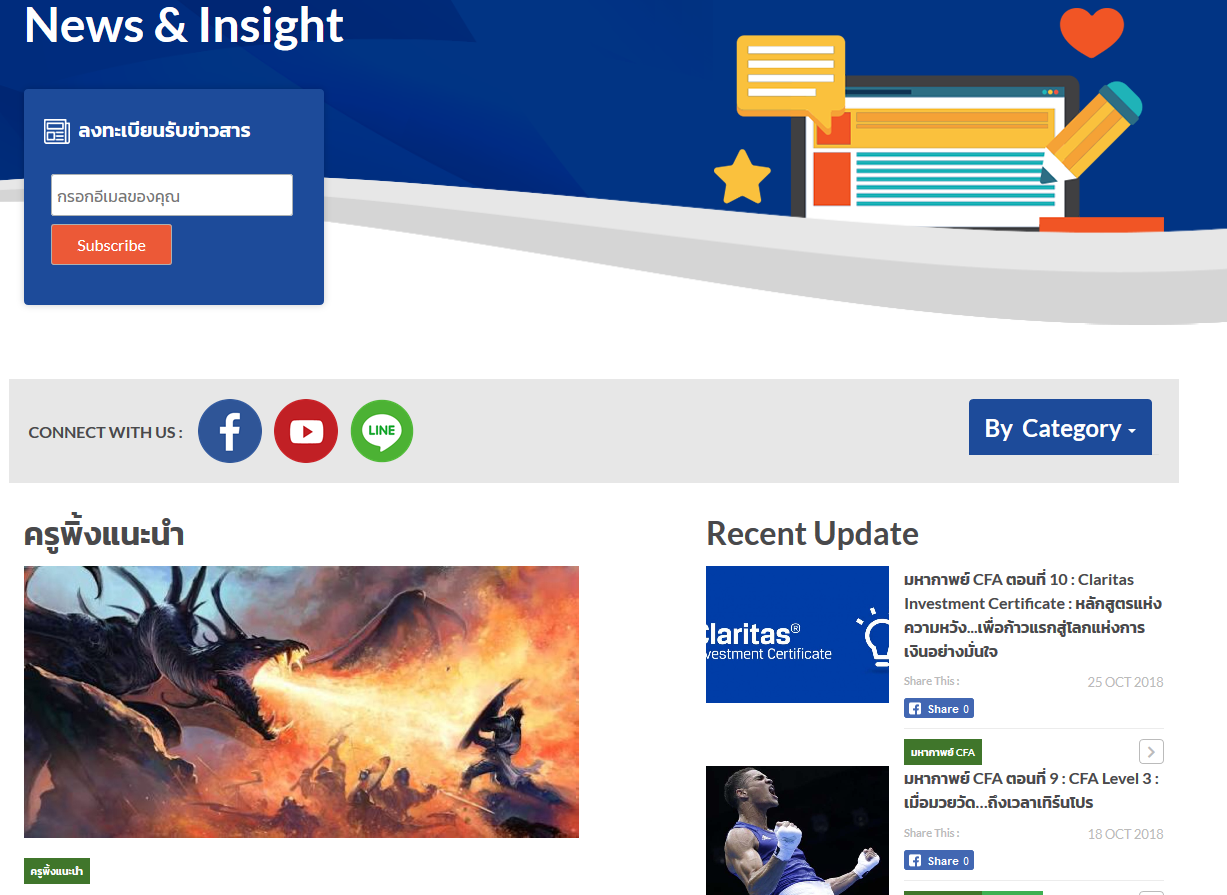 News & Insight
ลงทะเบียนรับข่าวสาร
กรอกอีเมลของคุณ
Subscribe
CONNECT WITH US :
LINE
By Category
ครูพิ้งแนะนำ
ครูพิ้งแนะนำ
Recent Update
Claritas®
vestment Certificate
มหากาพย์ CFA ตอนที่ 10 : Claritas
Investment Certificate : หลักสูตรแห่ง
ความหวัง...เพื่อก้าวแรกสู่โลกแห่งการ
เงินอย่างมั่นใจ
Share This :
25 OCT 2018
Share 0
มหากาพย์ CFA
มหากาพย์ CFA ตอนที่ 9 : CFA Level 3 :
เมื่อมวยวัด...ถึงเวลาเทิร์นโปร
Share This :
18 OCT 2018
Share 0